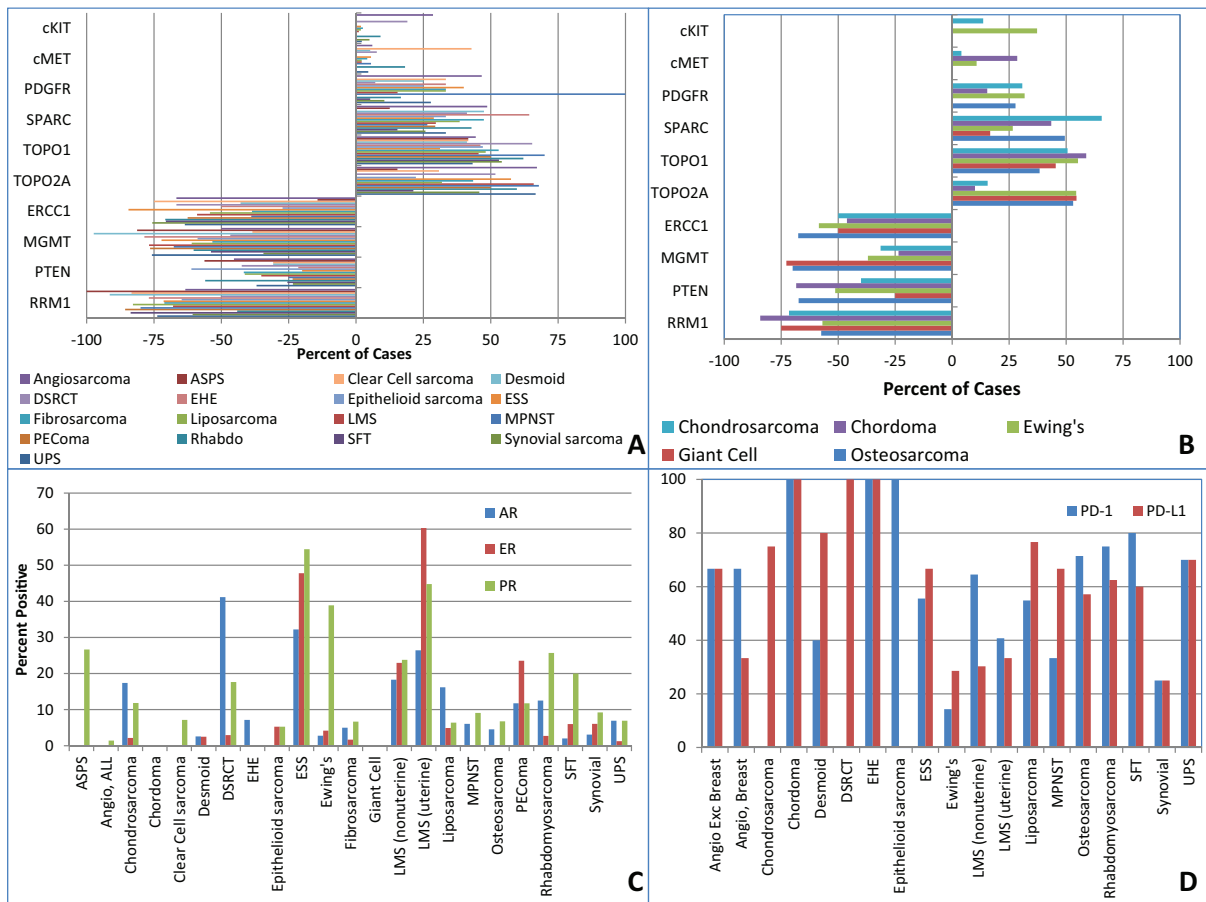 cKIT
cMET
PDGFR
SPARC
TOPO1
TOPO2A
ERCC1
MGMT
PTEN
RRM1
-100 -75 -50 -25 0 25 50 75 100
Percent of Cases
Angiosarcoma ASPS Clear Cell sarcoma Desmoid
DSRCT EHE Epithelioid sarcoma ESS
Fibrosarcoma Liposarcoma LMS MPNST
PEComa Rhabdo SFT Synovial sarcoma
UPS
A
cKIT
cMET
PDGFR
SPARC
TOPO1
TOPO2A
ERCC1
MGMT
PTEN
RRM1
-100 -75 -50 -25 0 25 50 75 100
Percent of Cases
Chondrosarcoma Chordoma Ewing's
Giant Cell Osteosarcoma
B
Percent Positive
70
60
50
40
30
20
10
0
AR
ER
PR
ASPS
Angio, ALL
Chondrosarcoma
Chordoma
Clear Cell sarcoma
Desmoid
DSRCT
EHE
Epithelioid sarcoma
ESS
Ewing's
Fibrosarcoma
Giant Cell
LMS (nonuterine)
LMS (uterine)
Liposarcoma
MPNST
Osteosarcoma
PEComa
Rhabdomyosarcoma
SFT
Synovial
UPS
C
100
80
60
40
20
0
PD-1 PD-L1
Angio Exc Breast
Angio, Breast
Chondrosarcoma
Chordoma
Desmoid
DSRCT
EHE
Epithelioid sarcoma
ESS
Ewing's
LMS (nonuterine)
LMS (uterine)
Liposarcoma
MPNST
Osteosarcoma
Rhabdomyosarcoma
SFT
Synovial
UPS
D